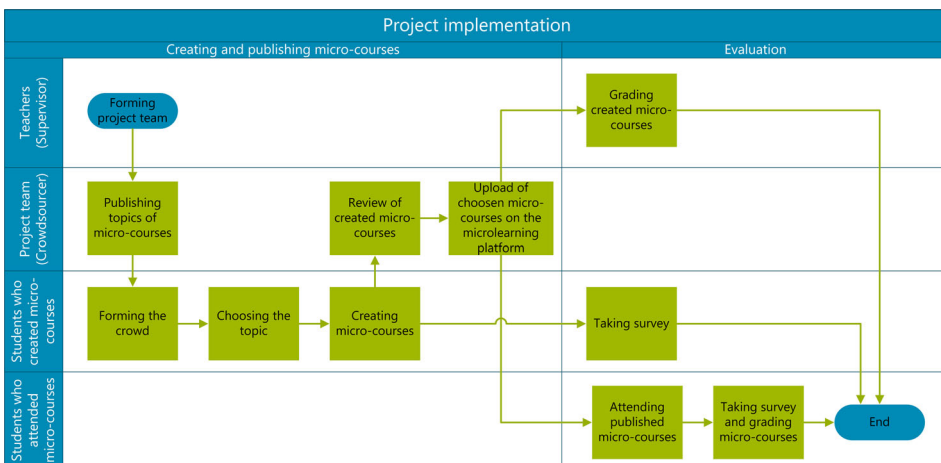 Project implementation
Creating and publishing micro-courses
Evaluation
Teachers
(Supervisor)
Forming
project team
Grading
created micro-
courses
Project team
(Crowdsourcer)
Publishing
topics of
micro-courses
Review of
created micro-
courses
Upload of
choosen micro-
courses on the
microlearning
platform
Students who
created micro-
courses
Forming the
crowd
Choosing the
topic
Creating
micro-courses
Taking survey
Students who
attended
micro-courses
Attending
published
micro-courses
Taking survey
and grading
micro-courses
End